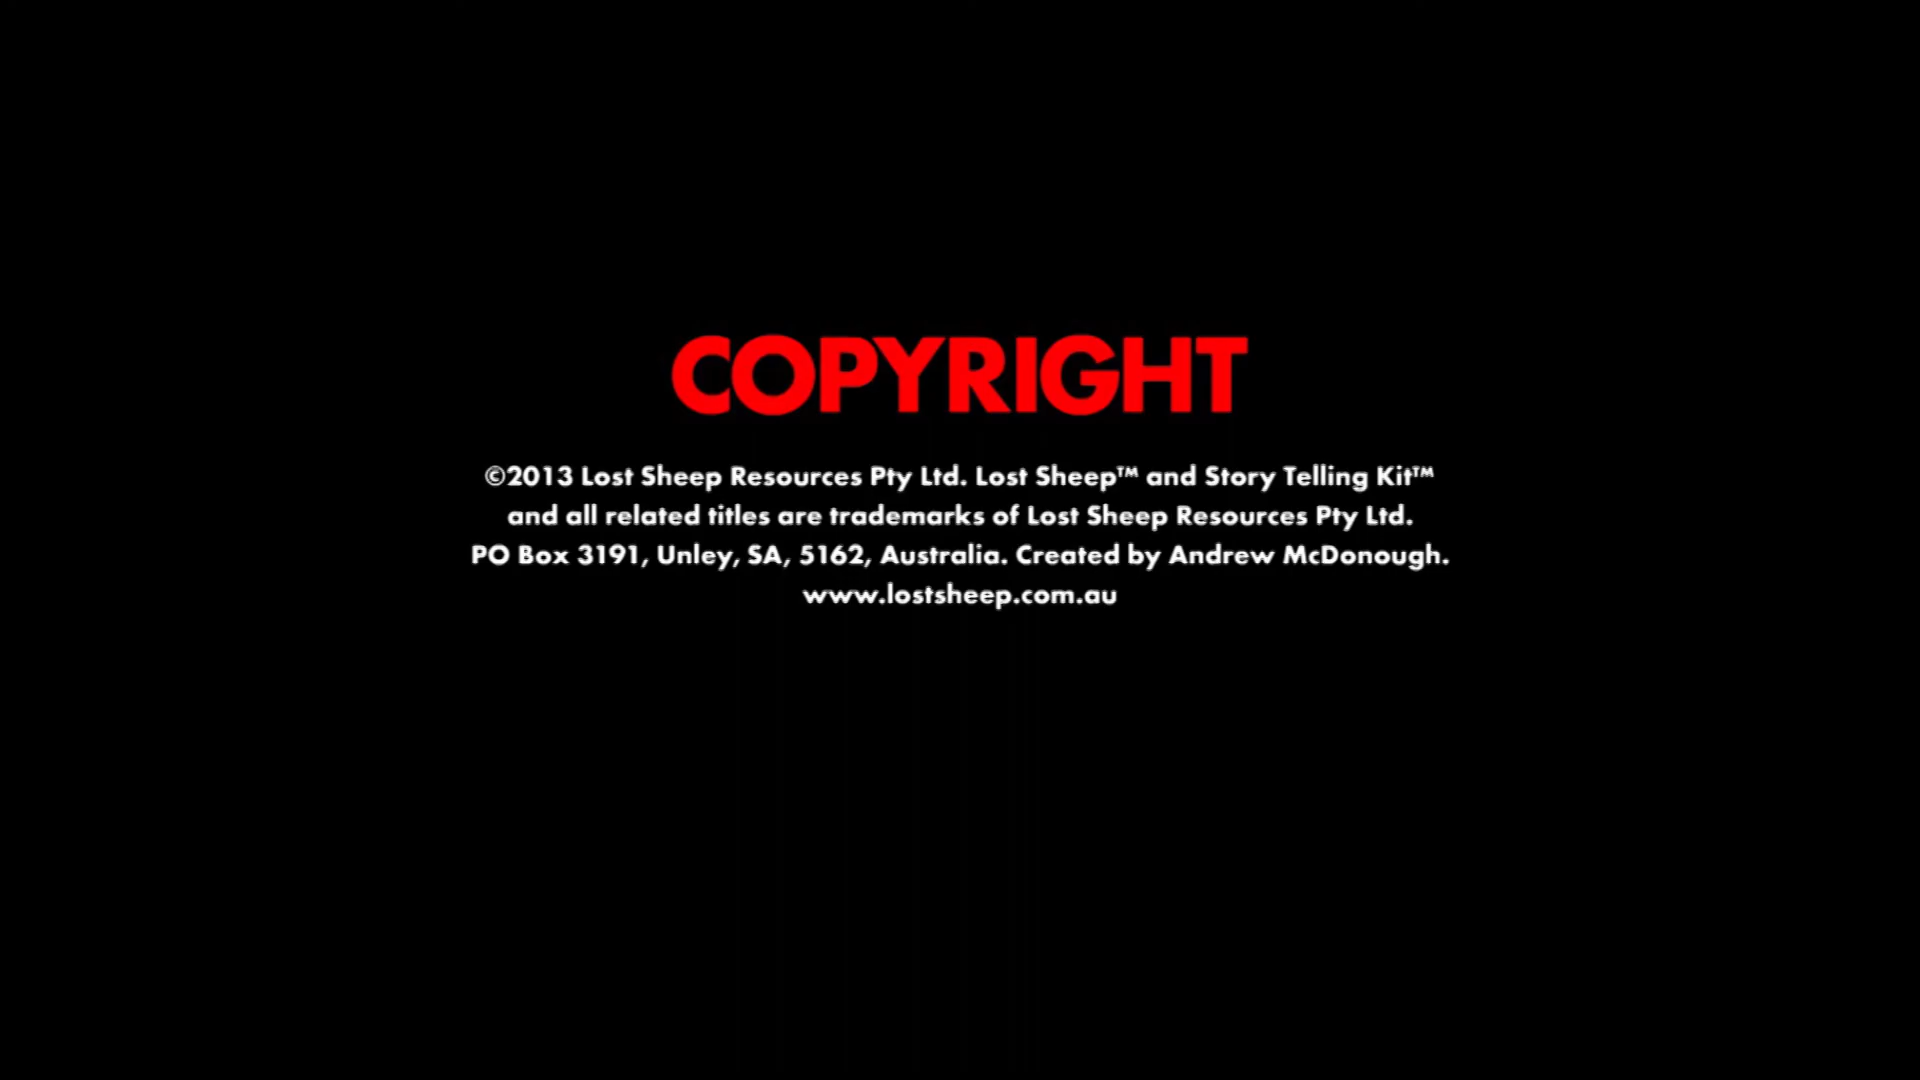 COPYRIGHT
©2013 Lost Sheep Resources Pty Ltd. Lost Sheep™ and Story Telling Kit™
and all related titles are trademarks of Lost Sheep Resources Pty Ltd.
PO Box 3191, Unley, SA, 5162, Australia. Created by Andrew McDonough.
www.lostsheep.com.au